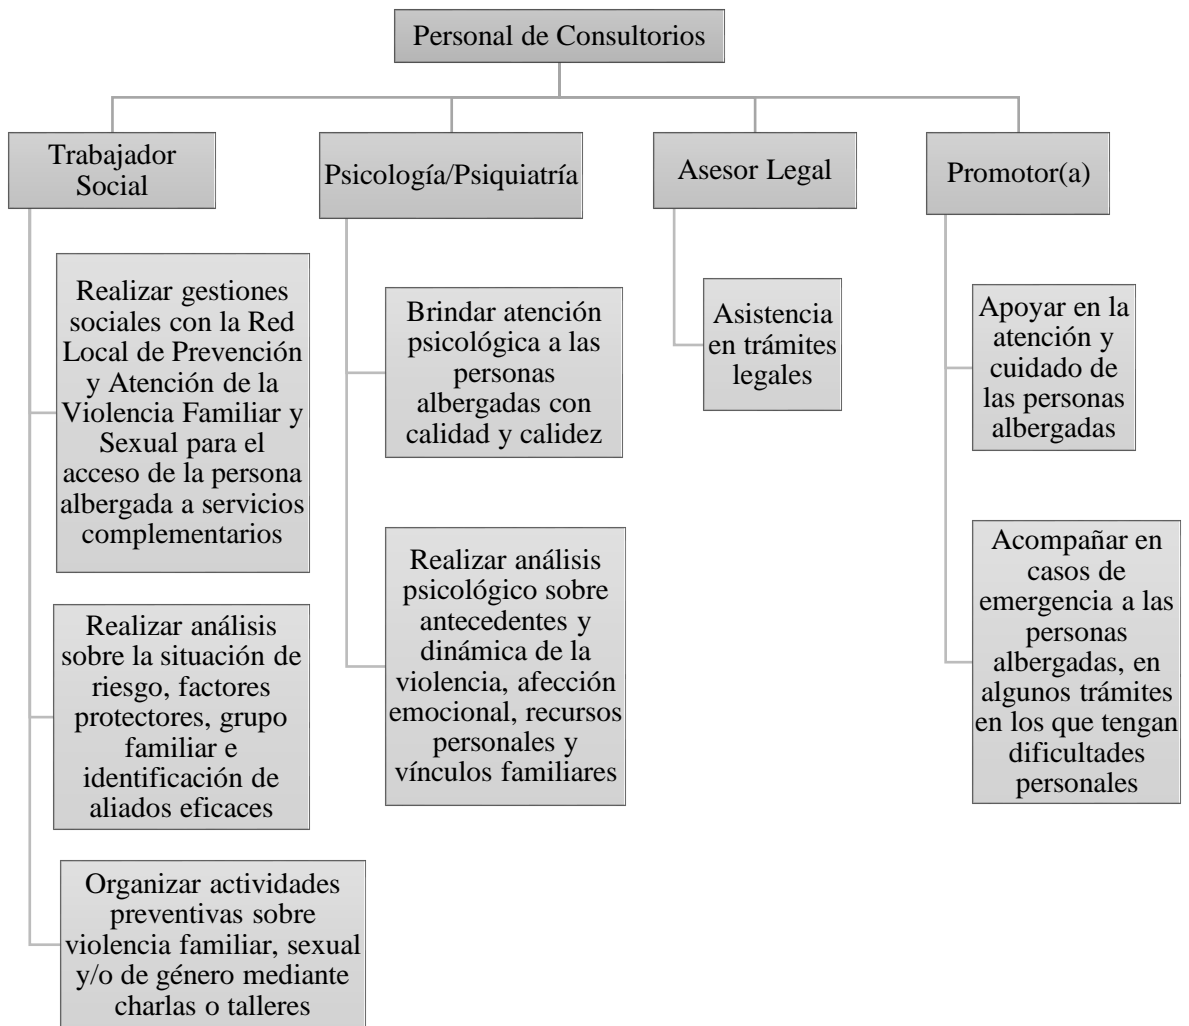 Personal de Consultorios
Trabajador
Social
Realizar gestiones
sociales con la Red
Local de Prevención
y Atención de la
Violencia Familiar y
Sexual para el
acceso de la persona
albergada a servicios
complementarios
Realizar análisis
sobre la situación de
riesgo, factores
protectores, grupo
familiar e
identificación de
aliados eficaces
Organizar actividades
preventivas sobre
violencia familiar, sexual
y/o de género mediante
charlas o talleres
Psicología/Psiquiatría
Brindar atención
psicológica a las
personas
albergadas con
calidad y calidez
Realizar análisis
psicológico sobre
antecedentes y
dinámica de la
violencia, afección
emocional, recursos
personales y
vínculos familiares
Asesor Legal
Asistencia
en trámites
legales
Promotor(a)
Apoyar en la
atención y
cuidado de
las personas
albergadas
Acompañar en
casos de
emergencia a las
personas
albergadas, en
algunos trámites
en los que tengan
dificultades
personales